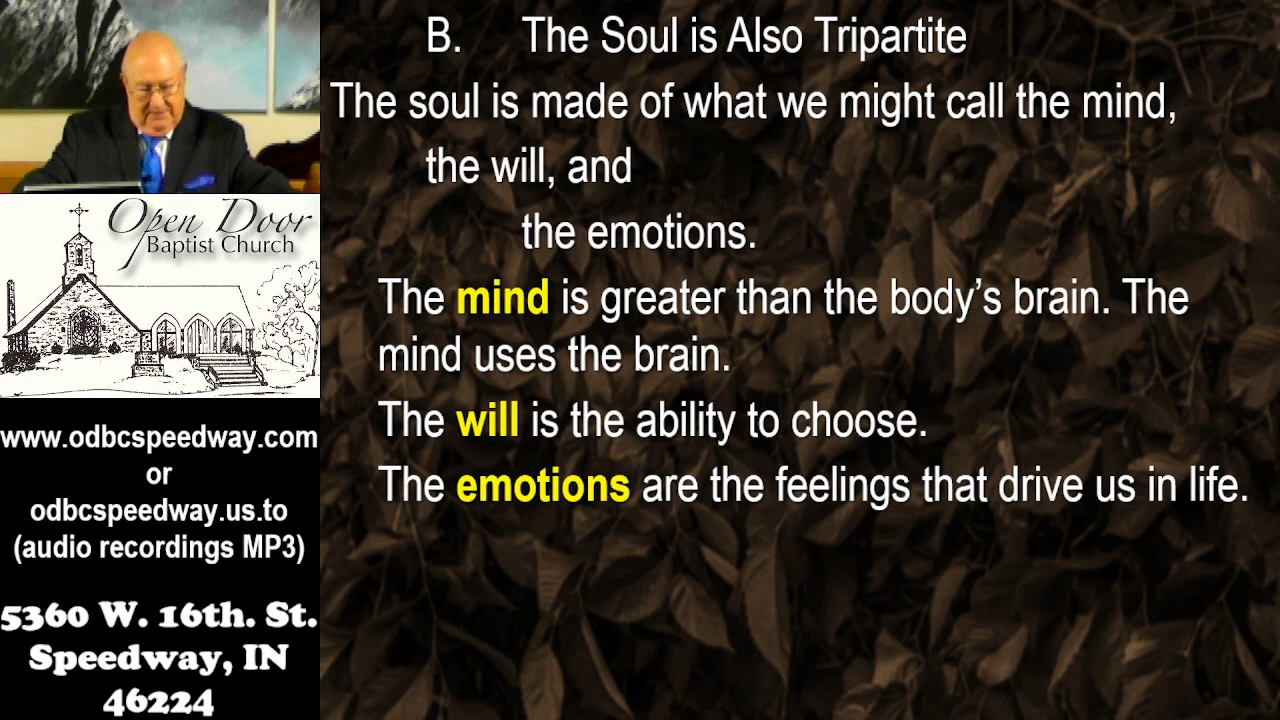 B. The Soul is Also Tripartite
The soul is made of what we might call the mind,
the will, and
the emotions.
The mind is greater than the body’s brain. The
mind uses the brain.
The will is the ability to choose.
The emotions are the feelings that drive us in life.
Open Door
Baptist Church
www.odbcspeedway.com
or
odbcspeedway.us.to
(audio recordings MP3)
5360 W. 16th. St.
Speedway, IN
46224